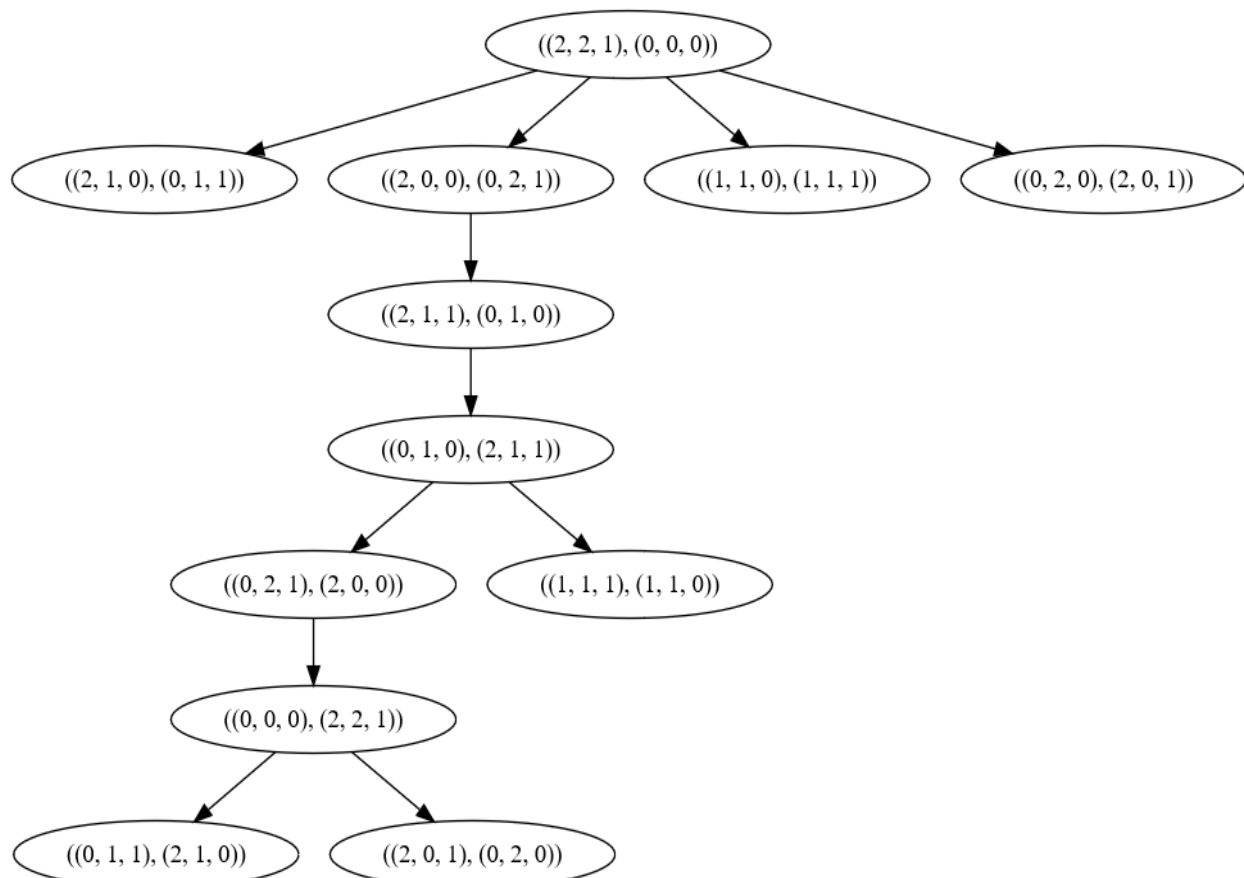 ((2, 2, 1), (0, 0, 0))
((2, 1, 0), (0, 1, 1))
((2, 0, 0), (0, 2, 1))
((1, 1, 0), (1, 1, 1))
((0, 2, 0), (2, 0, 1))
((2, 1, 1), (0, 1, 0))
((0, 1, 0), (2, 1, 1))
((0, 2, 1), (2, 0, 0))
((1, 1, 1), (1, 1, 0))
((0, 0, 0), (2, 2, 1))
((0, 1, 1), (2, 1, 0))
((2, 0, 1), (0, 2, 0))